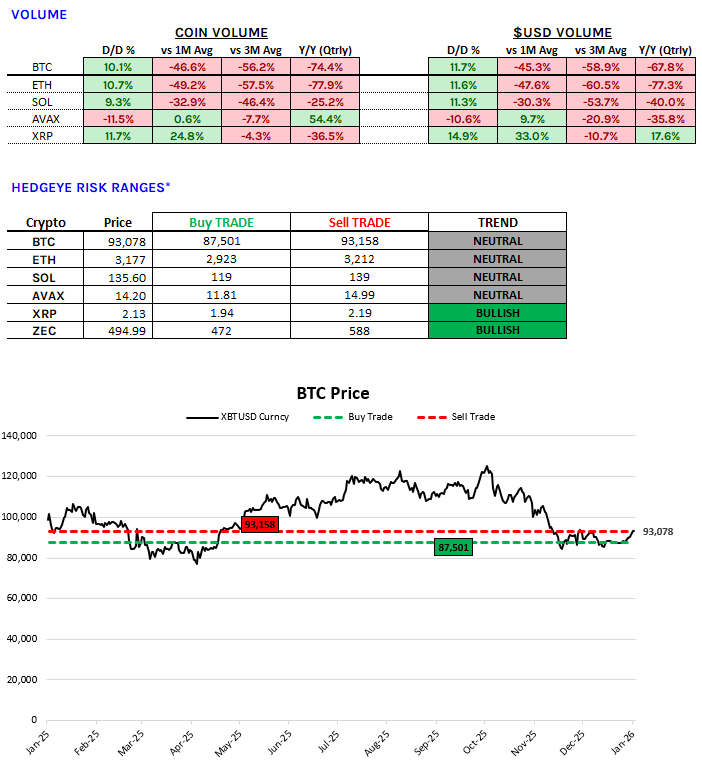 VOLUME
COIN VOLUME $USD VOLUME
D/D % vs 1M Avg vs 3M Avg Y/Y (Qtrly) D/D % vs 1M Avg vs 3M Avg Y/Y (Qtrly)
BTC 10.1% -46.6% -56.2% -74.4% 11.7% -45.3% -58.9% -67.8%
ETH 10.7% -49.2% -57.5% -77.9% 11.6% -47.6% -60.5% -77.3%
SOL 9.3% -32.9% -46.4% -25.2% 11.3% -30.3% -53.7% -40.0%
AVAX -11.5% 0.6% -7.7% 54.4% -10.6% 9.7% -20.9% -35.8%
XRP 11.7% 24.8% -4.3% -36.5% 14.9% 33.0% -10.7% 17.6%
HEDGEYE RISK RANGES*
Crypto Price Buy TRADE Sell TRADE TREND
BTC 93,078 87,501 93,158 NEUTRAL
ETH 3,177 2,923 3,212 NEUTRAL
SOL 135.60 119 139 NEUTRAL
AVAX 14.20 11.81 14.99 NEUTRAL
XRP 2.13 1.94 2.19 BULLISH
ZEC 494.99 472 588 BULLISH
BTC Price
XBTUSD Curncy Buy Trade Sell Trade
140,000
120,000
100,000
93,158
93,078
87,501
80,000
60,000
40,000
20,000
0
Jan-25 Feb-25 Mar-25 Apr-25 May-25 Jun-25 Jul-25 Aug-25 Sep-25 Oct-25 Nov-25 Dec-25 Jan-26